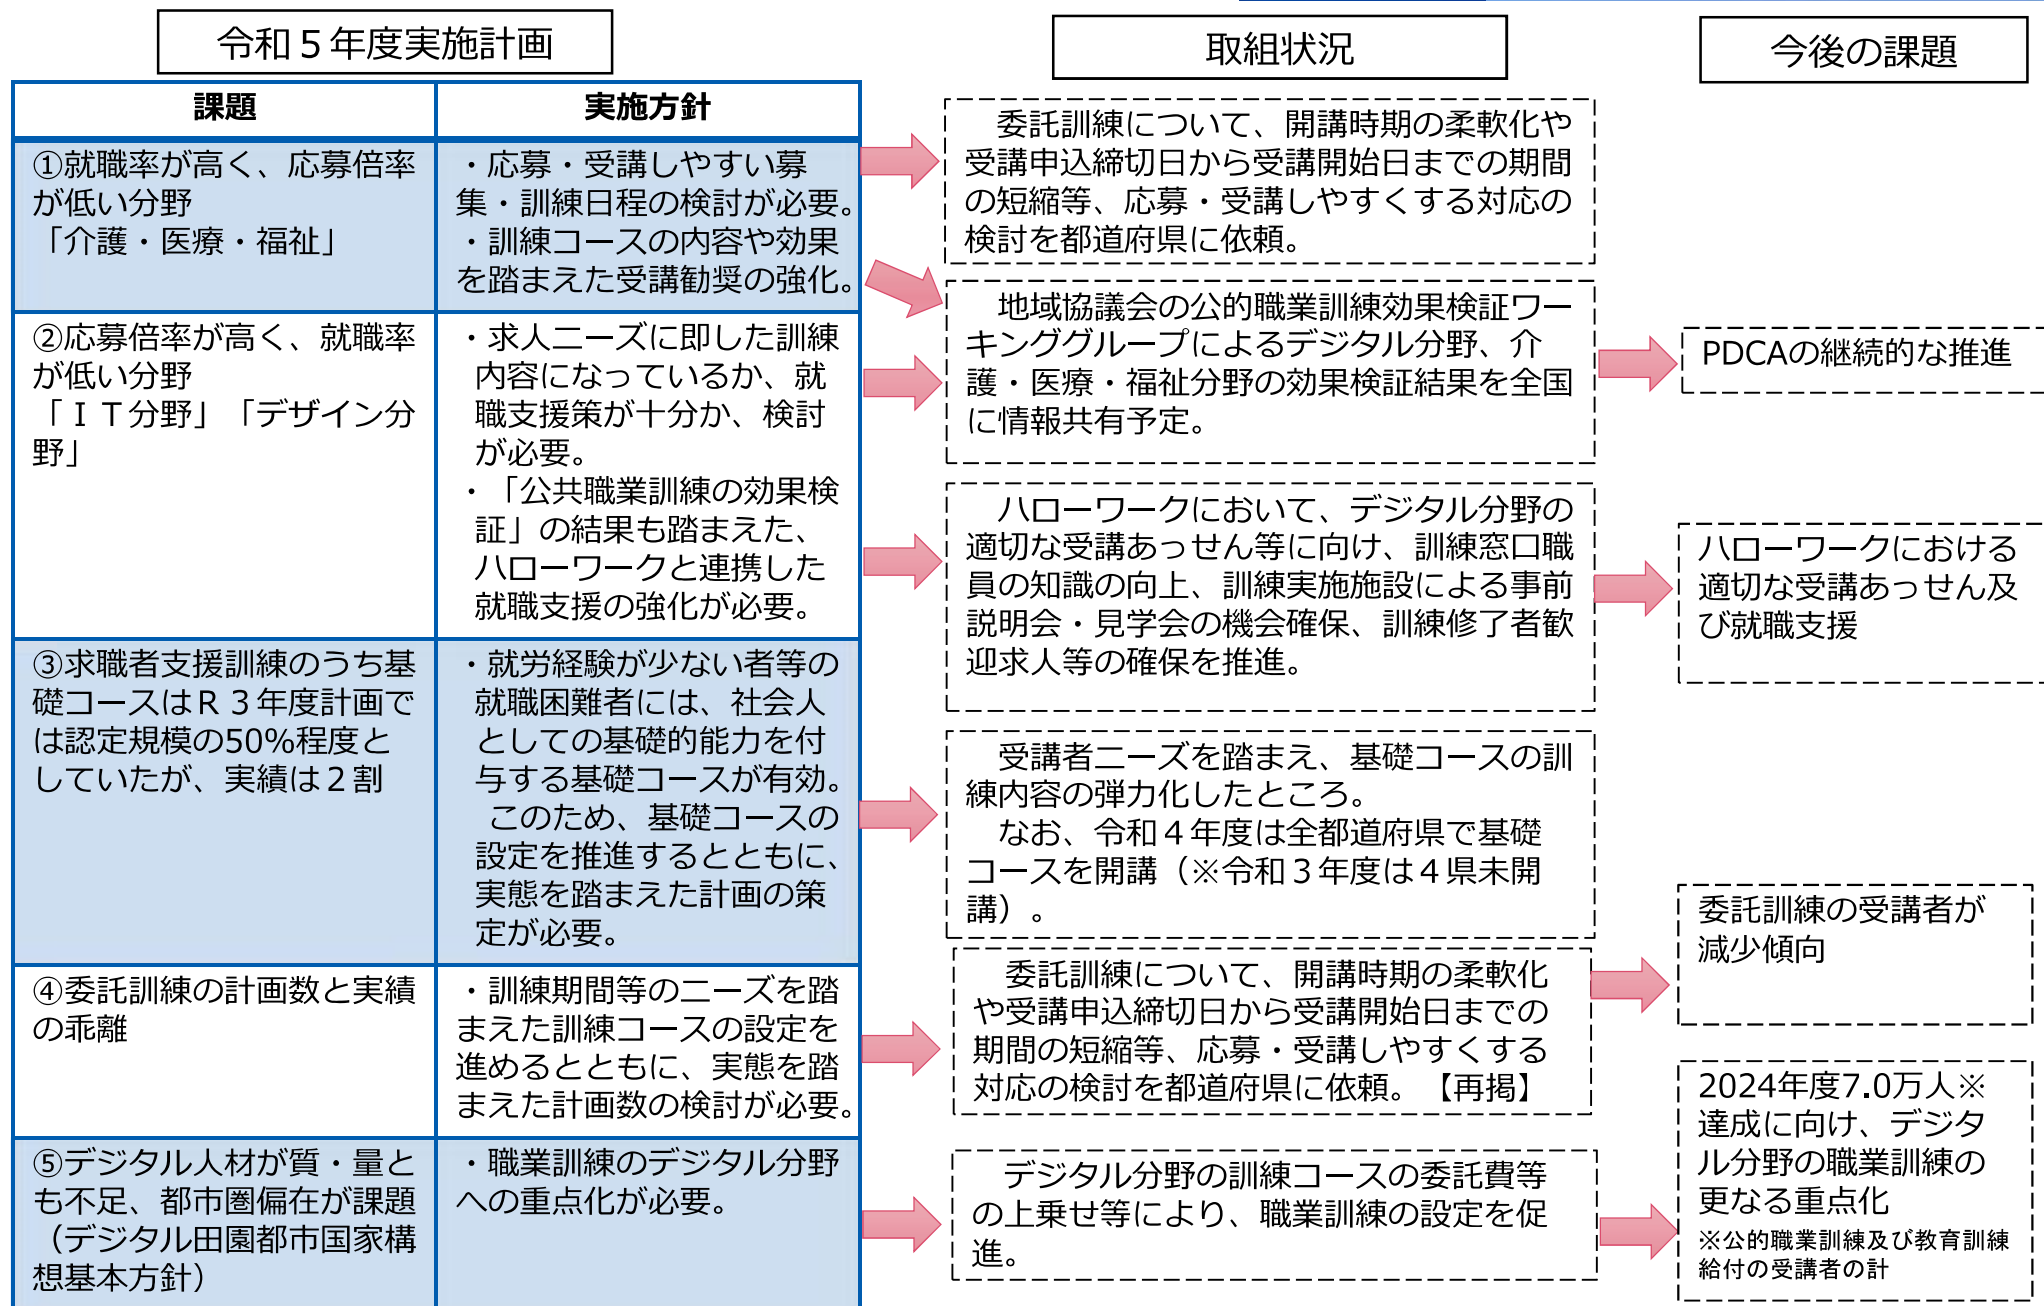 令和５年度実施計画
課題
実施方針
①就職率が高く、応募倍率
が低い分野
「介護・医療・福祉」
・応募・受講しやすい募
集・訓練日程の検討が必要。
・訓練コースの内容や効果
を踏まえた受講勧奨の強化。
②応募倍率が高く、就職率
が低い分野
「ＩＴ分野」「デザイン分
野」
・求人ニーズに即した訓練
内容になっているか、就
職支援策が十分か、検討
が必要。
・「公共職業訓練の効果検
証」の結果も踏まえた、
ハローワークと連携した
就職支援の強化が必要。
③求職者支援訓練のうち基
礎コースはＲ３年度計画で
は認定規模の50％程度と
していたが、実績は２割
・就労経験が少ない者等の
就職困難者には、社会人
としての基礎的能力を付
与する基礎コースが有効。
このため、基礎コースの
設定を推進するとともに、
実態を踏まえた計画の策
定が必要。
④委託訓練の計画数と実績
の乖離
・訓練期間等のニーズを踏
まえた訓練コースの設定を
進めるとともに、実態を踏
まえた計画数の検討が必要。
⑤デジタル人材が質・量と
も不足、都市圏偏在が課題
（デジタル田園都市国家構
想基本方針）
・職業訓練のデジタル分野
への重点化が必要。
取組状況
委託訓練について、開講時期の柔軟化や
受講申込締切日から受講開始日までの期間
の短縮等、応募・受講しやすくする対応の
検討を都道府県に依頼。
地域協議会の公的職業訓練効果検証ワー
キンググループによるデジタル分野、介
護・医療・福祉分野の効果検証結果を全国
に情報共有予定。
ハローワークにおいて、デジタル分野の
適切な受講あっせん等に向け、訓練窓口職
員の知識の向上、訓練実施施設による事前
説明会・見学会の機会確保、訓練修了者歓
迎求人等の確保を推進。
受講者ニーズを踏まえ、基礎コースの訓
練内容の弾力化したところ。
なお、令和４年度は全都道府県で基礎
コースを開講（※令和３年度は４県未開
講）。
委託訓練について、開講時期の柔軟化
や受講申込締切日から受講開始日までの
期間の短縮等、応募・受講しやすくする
対応の検討を都道府県に依頼。【再掲】
デジタル分野の訓練コースの委託費等
の上乗せ等により、職業訓練の設定を促
進。
今後の課題
PDCAの継続的な推進
ハローワークにおける
適切な受講あっせん及
び就職支援
委託訓練の受講者が
減少傾向
2024年度7.0万人※
達成に向け、デジタ
ル分野の職業訓練の
更なる重点化
※公的職業訓練及び教育訓練
給付の受講者の計